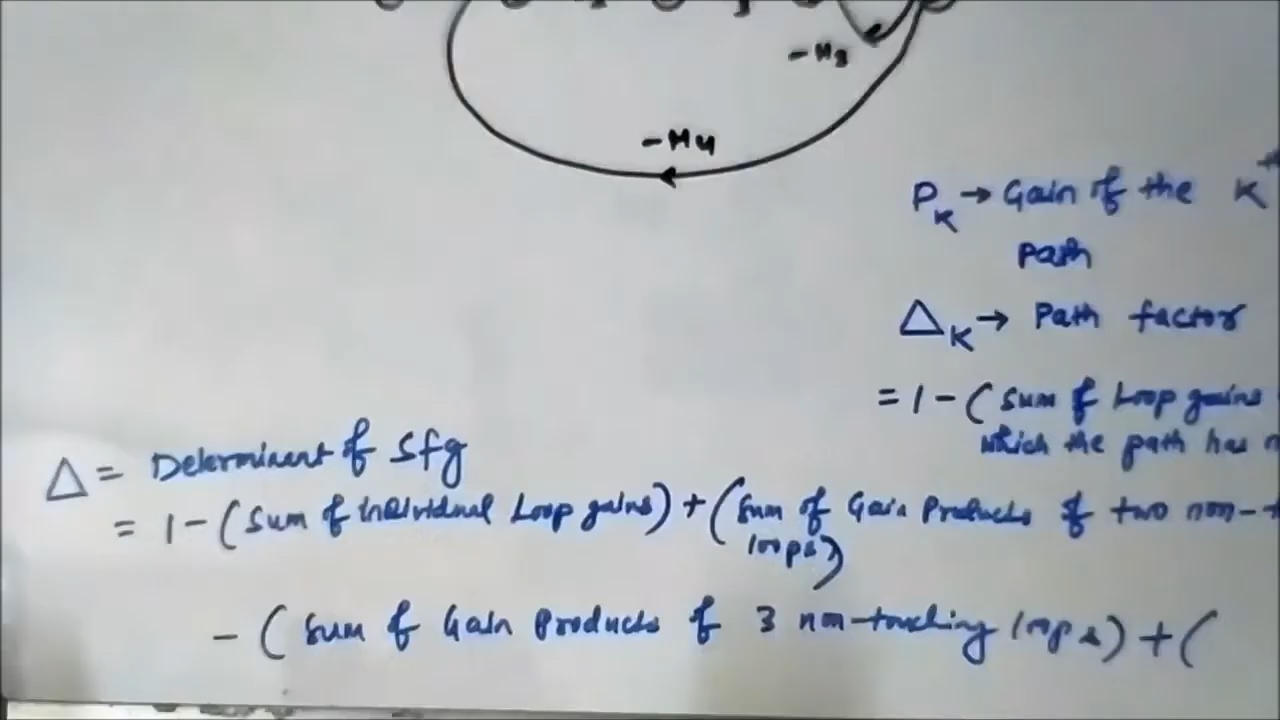 -H3
-H4
PK → Gain of the K
path
ΔK → Path factor
= 1 - ( Sum of Loop gains
which the path has
Δ = Determinant of Sfg
= 1 - ( Sum of individual Loop gains ) + ( Sum of Gain Products of two non-
loops )
- ( Sum of Gain Products of 3 non-touching loops ) + (